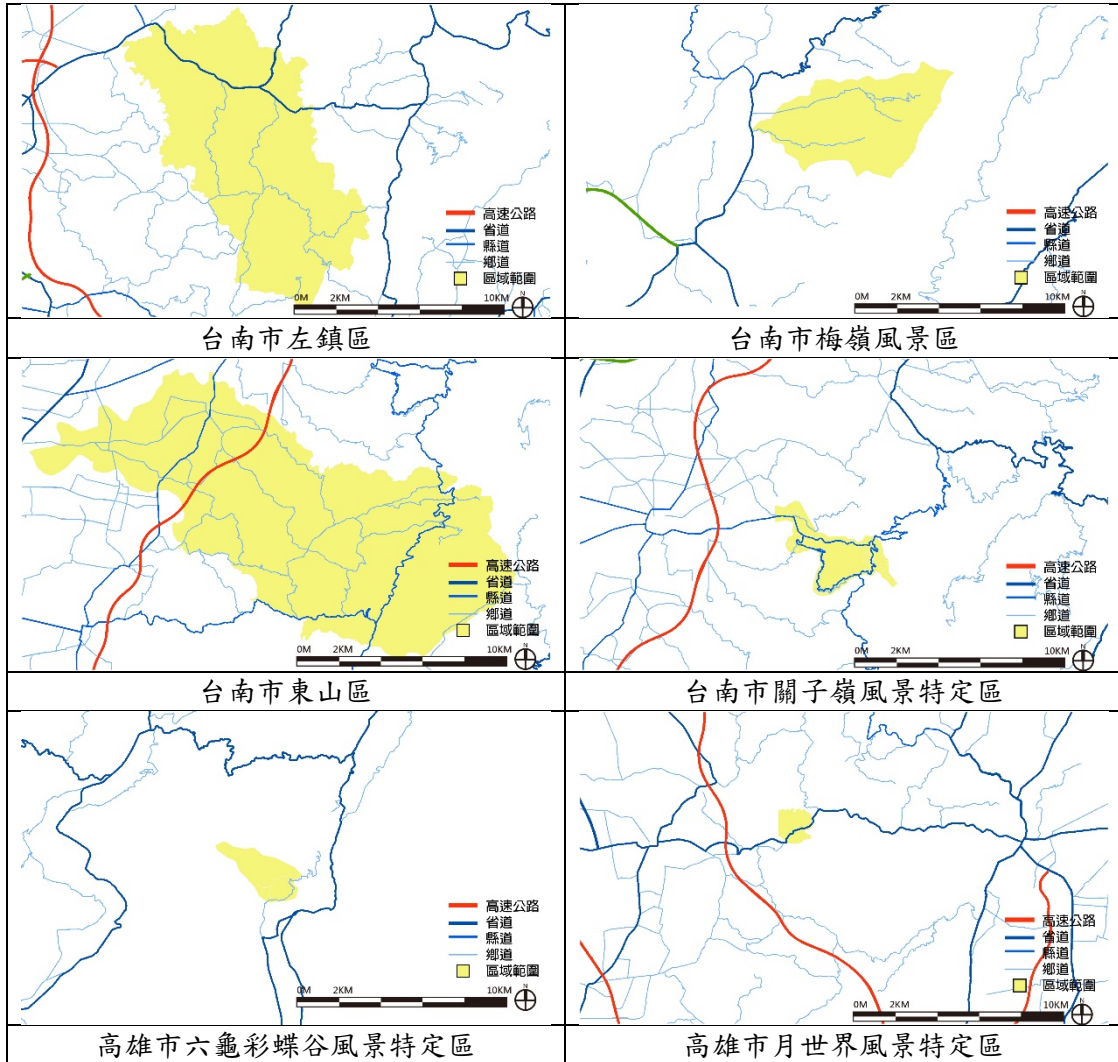 高速公路
省道
縣道
鄉道
區域範圍
0M 2KM 10KM N
台南市左鎮區
高速公路
省道
縣道
鄉道
區域範圍
0M 2KM 10KM N
台南市梅嶺風景區
高速公路
省道
縣道
鄉道
區域範圍
0M 2KM 10KM N
台南市東山區
高速公路
省道
縣道
鄉道
區域範圍
0M 2KM 10KM N
台南市關子嶺風景特定區
高速公路
省道
縣道
鄉道
區域範圍
0M 2KM 10KM N
高雄市六龜彩蝶谷風景特定區
高速公路
省道
縣道
鄉道
區域範圍
0M 2KM 10KM N
高雄市月世界風景特定區